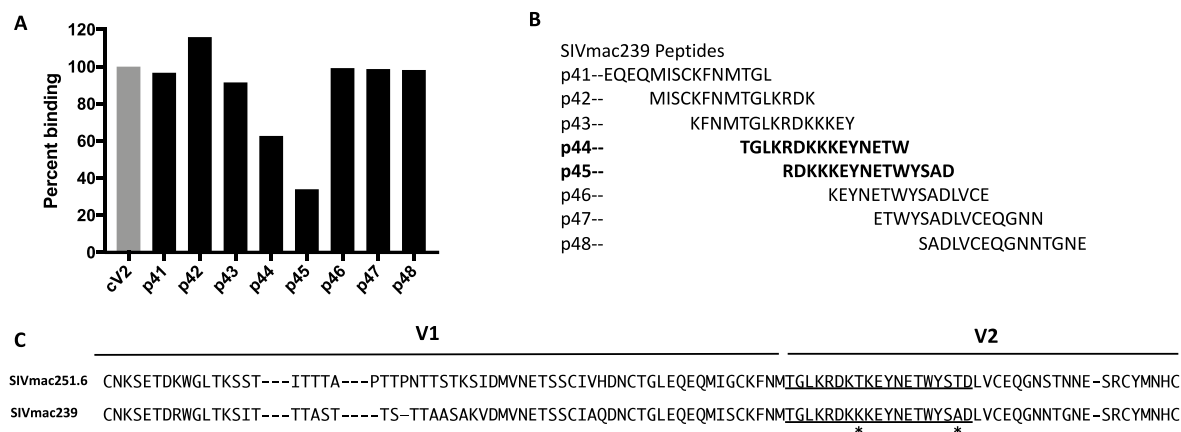 A
Percent binding
120
100
80
60
40
20
0
cV2 p41 p42 p43 p44 p45 p46 p47 p48
B
SIVmac239 Peptides
p41--EQEQMISCKFNMTGL
p42-- MISCKFNMTGLKRDK
p43-- KFNMTGLKRDKKKEY
p44-- TGLKRDKKKEYNETW
p45-- RDKKKEYNETWYSAD
p46-- KEYNETWYSADLVCE
p47-- ETWYSADLVCEQGNN
p48-- SADLVCEQGNNTGNE
C
V1 V2
SIVmac251.6 CNKSETDKWGLTKSST---ITTTA---PTTPNTTSTKSIDMVNETSSCIVHDNCTGLEQEQMIGCKFNMTGLKRDKTKEYNETWYSTDLVCEQGNSTNNE-SRCYMNHC
SIVmac239 CNKSETDRWGLTKSIT---TTAST----TS-TTAASAKVDMVNETSSCIAQDNCTGLEQEQMISCKFNMTGLKRDKKKEYNETWYSADLVCEQGNNTGNE-SRCYMNHC
* *